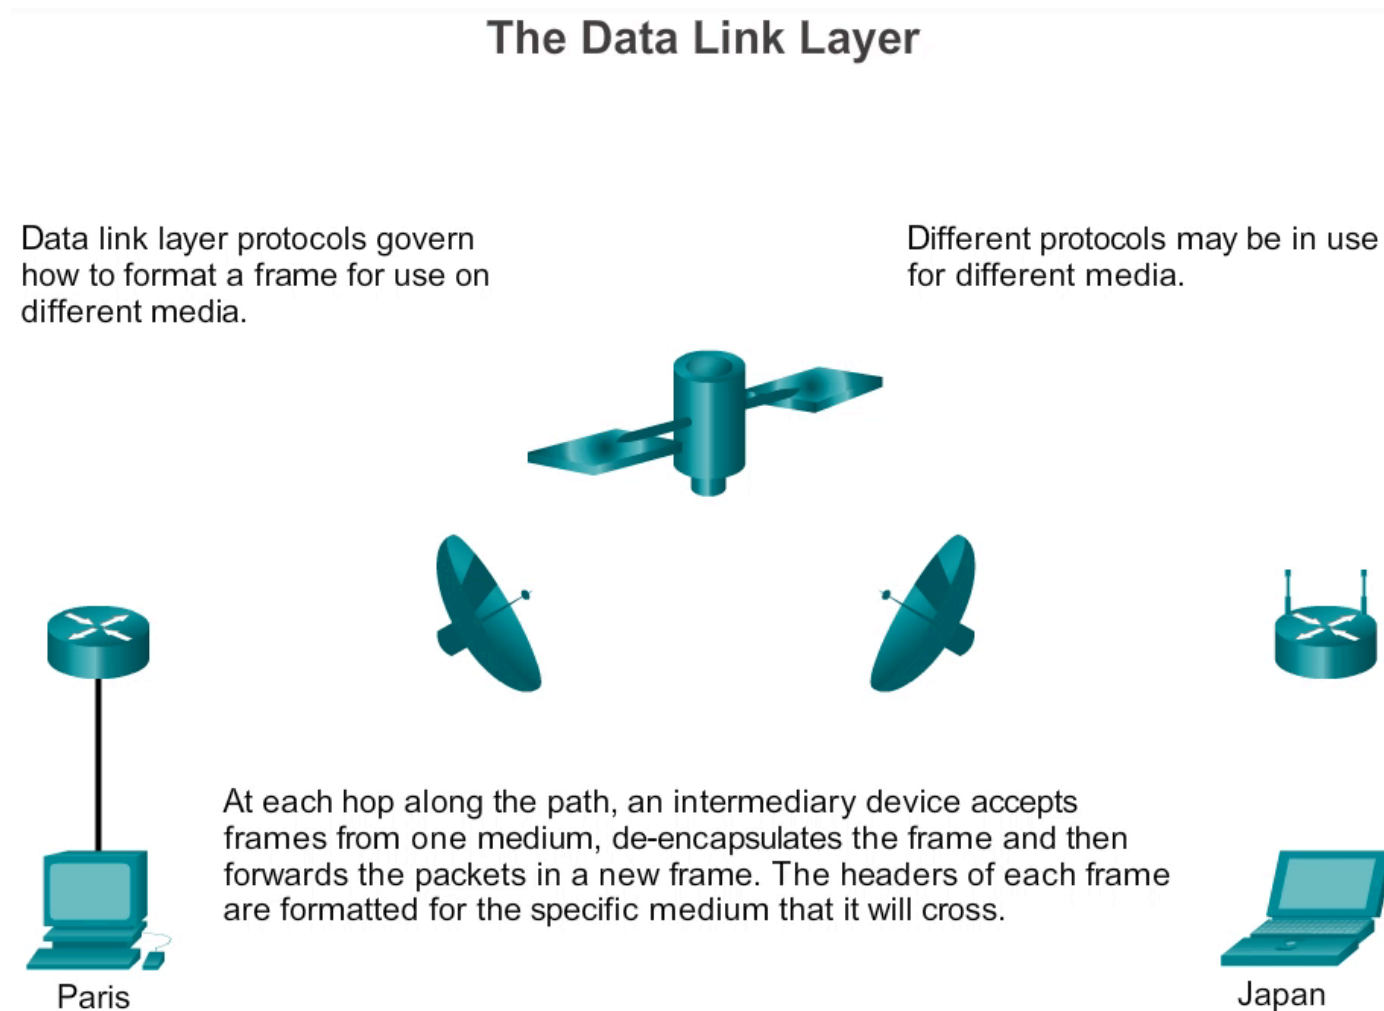 The Data Link Layer
Data link layer protocols govern
how to format a frame for use on
different media.
Different protocols may be in use
for different media.
At each hop along the path, an intermediary device accepts
frames from one medium, de-encapsulates the frame and then
forwards the packets in a new frame. The headers of each frame
are formatted for the specific medium that it will cross.
Paris
Japan